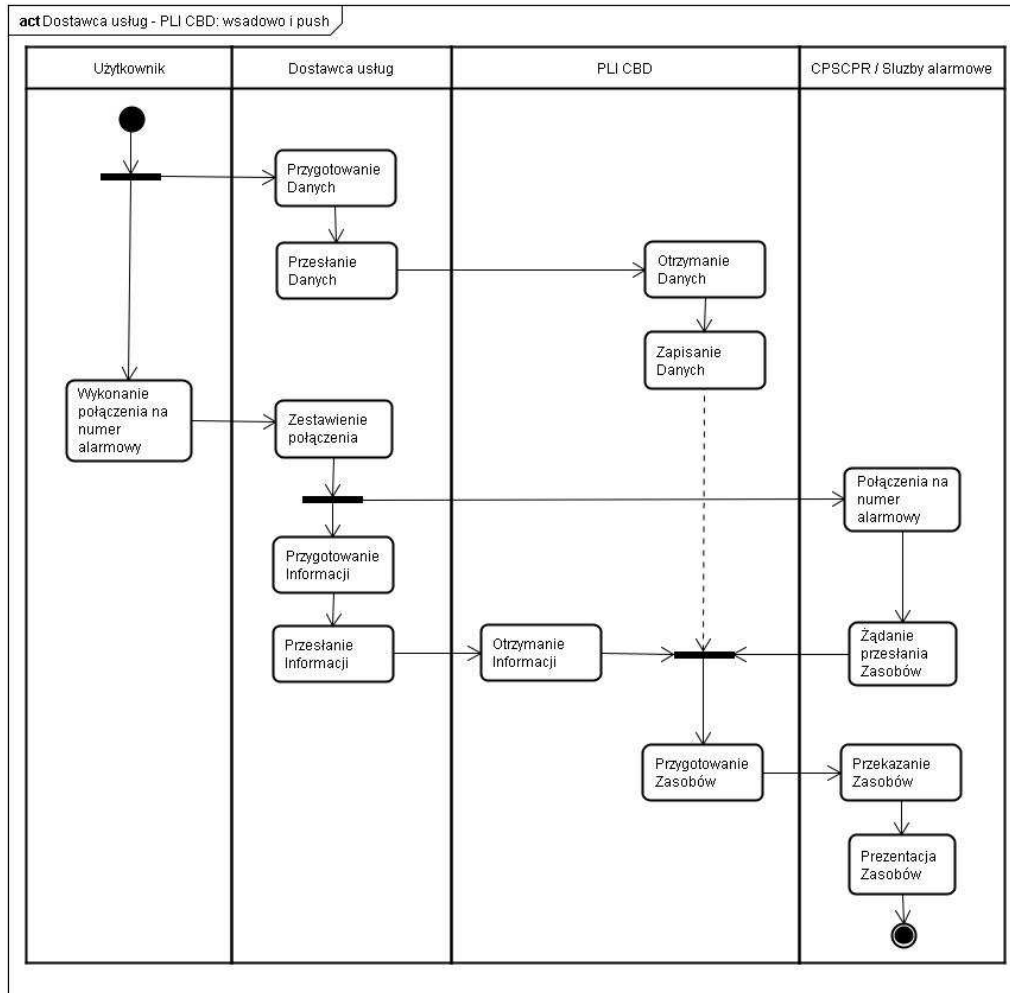 act Dostawca usług - PLI CBD: wsadowo i push
Użytkownik
Dostawca usług
PLI CBD
CPSCPR / Sluzby alarmowe
Przygotowanie
Danych
Przesłanie
Danych
Otrzymanie
Danych
Zapisanie
Danych
Wykonanie
połączenia na
numer
alarmowy
Zestawienie
połączenia
Połączenia na
numer
alarmowy
Przygotowanie
Informacji
Przesłanie
Informacji
Otrzymanie
Informacji
Żądanie
przesłania
Zasobów
Przygotowanie
Zasobów
Przekazanie
Zasobów
Prezentacja
Zasobów